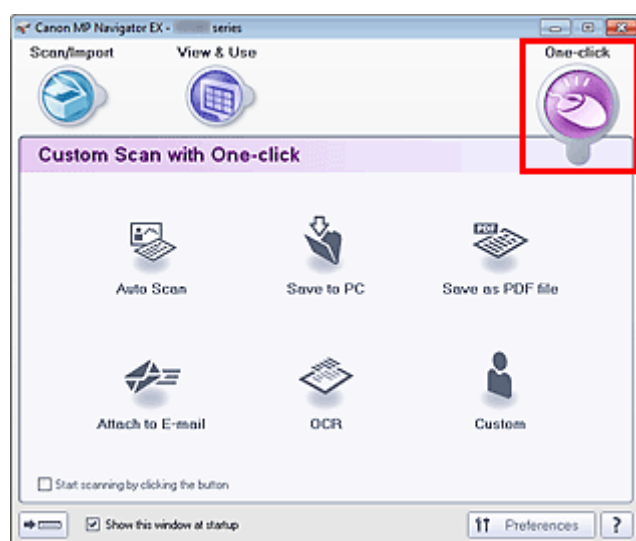 Canon MP Navigator EX - series
Scan/Import View & Use One-click
Custom Scan with One-click
Auto Scan Save to PC PDF Save as PDF file
Attach to E-mail OCR Custom
Start scanning by clicking the button
Show this window at startup Preferences ?